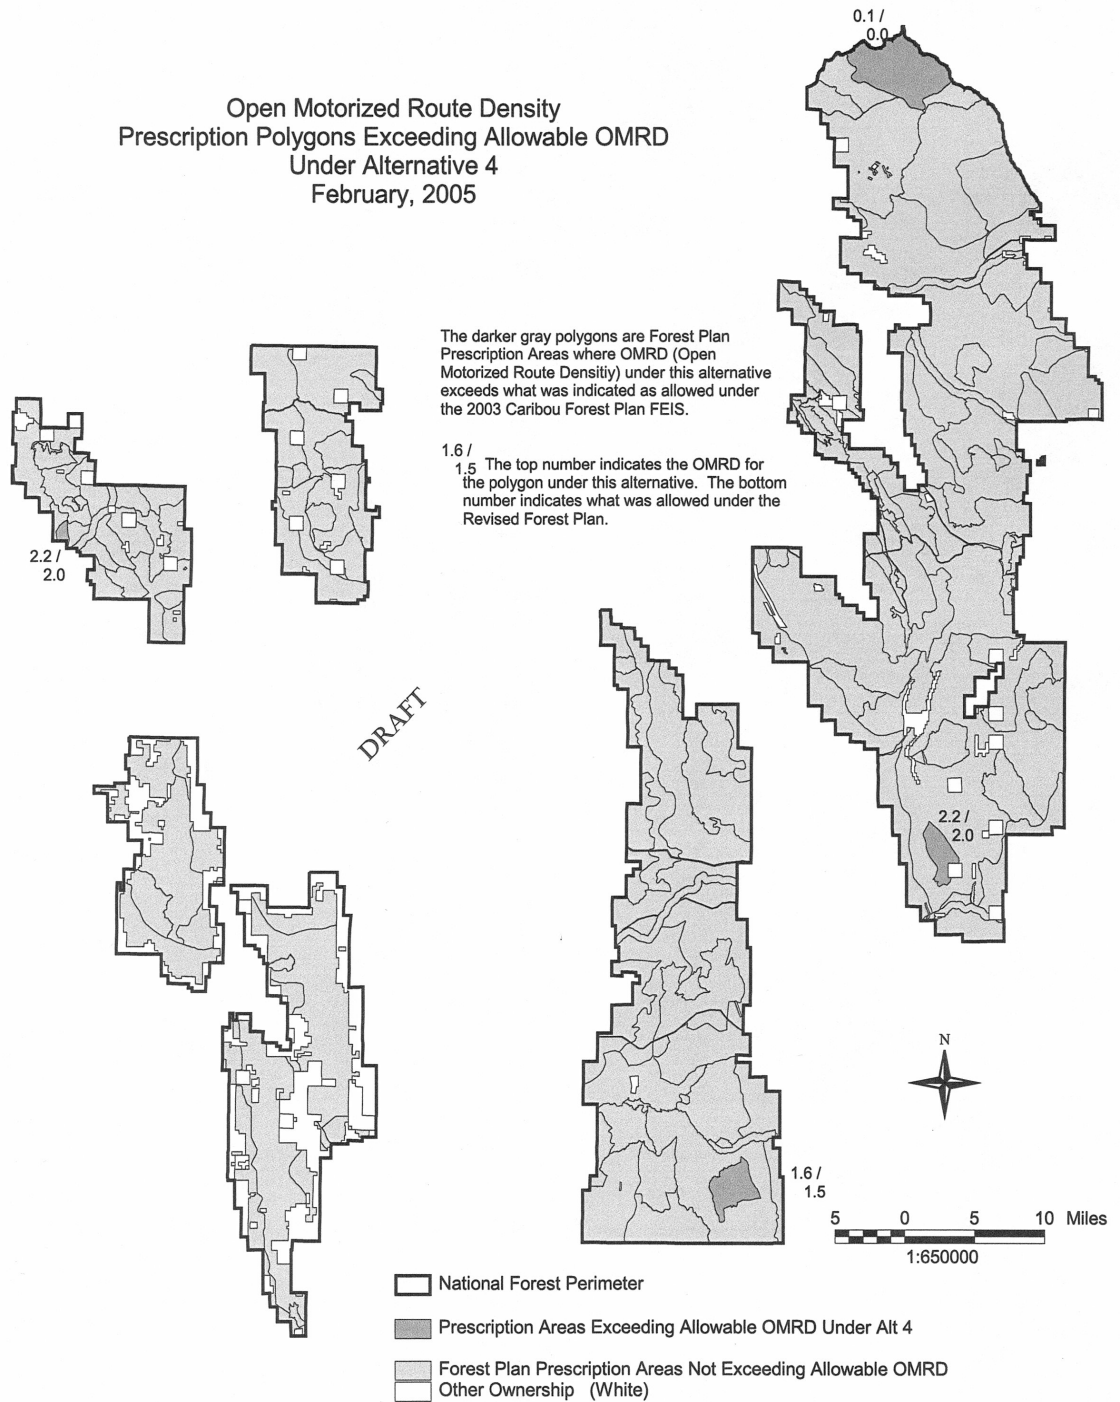 0.1 /
0.0
Open Motorized Route Density
Prescription Polygons Exceeding Allowable OMRD
Under Alternative 4
February, 2005
The darker gray polygons are Forest Plan
Prescription Areas where OMRD (Open
Motorized Route Densitiy) under this alternative
exceeds what was indicated as allowed under
the 2003 Caribou Forest Plan FEIS.
1.6 /
1.5 The top number indicates the OMRD for
the polygon under this alternative. The bottom
number indicates what was allowed under the
Revised Forest Plan.
2.2 /
2.0
DRAFT
2.2 /
2.0
N
1.6 /
1.5
5 0 5 10 Miles
1:650000
National Forest Perimeter
Prescription Areas Exceeding Allowable OMRD Under Alt 4
Forest Plan Prescription Areas Not Exceeding Allowable OMRD
Other Ownership (White)